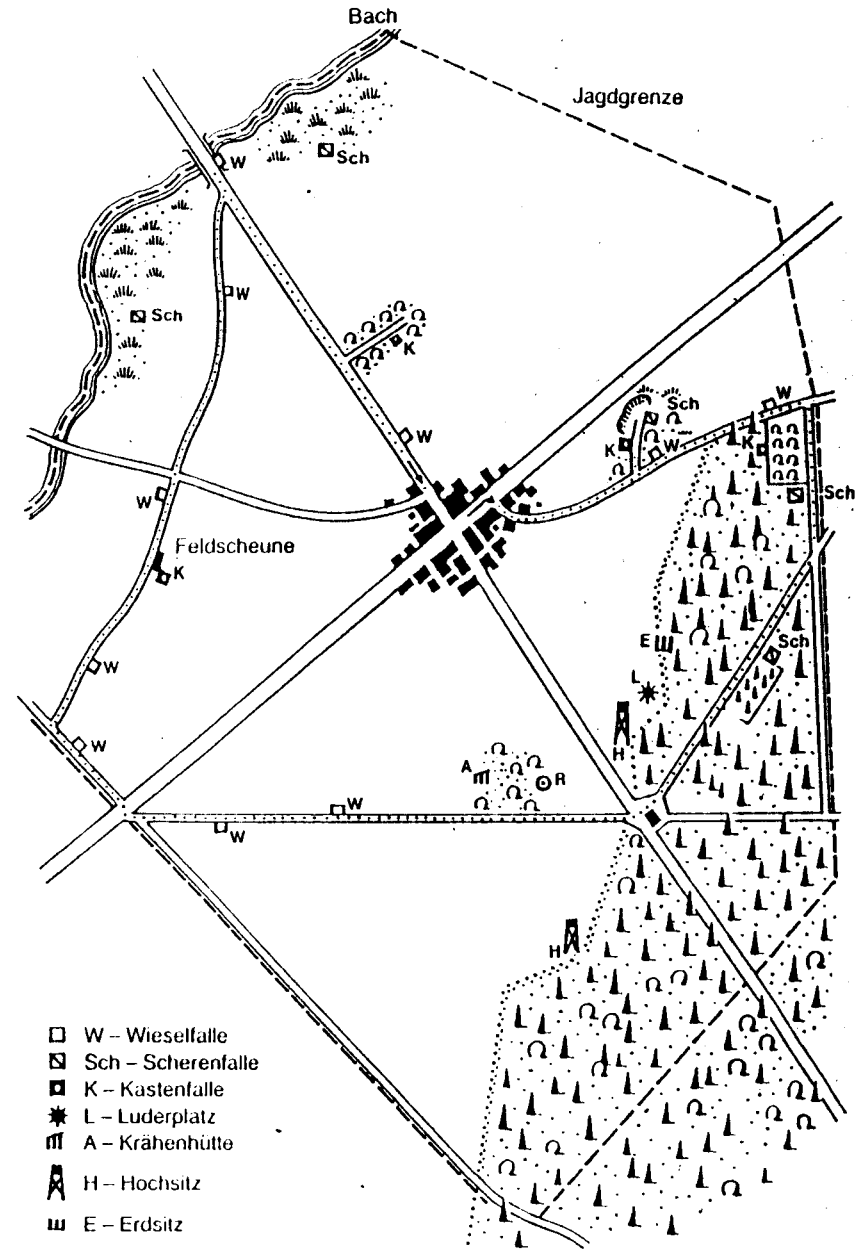 Bach
Jagdgrenze
W
Sch
W
Sch
K
W
Sch
K
W
W
K
Sch
W
Feldscheune
K
E
Sch
L
W
H
W
A
R
W
W
H
W – Wieselfalle
Sch – Scherenfalle
K – Kastenfalle
L – Luderplatz
A – Krähenhütte
H – Hochsitz
E – Erdsitz